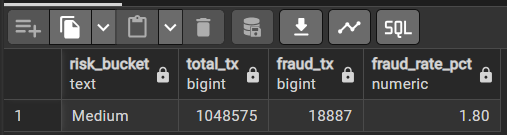 SQL
risk_bucket total_tx fraud_tx fraud_rate_pct
text bigint bigint numeric
1 Medium 1048575 18887 1.80